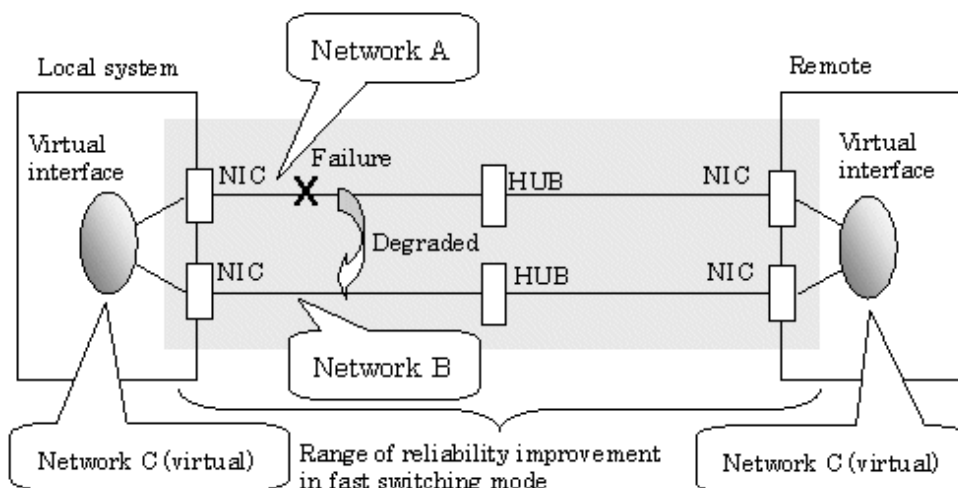 Network A
Local system
Remote
Virtual
interface
NIC
Failure
HUB
NIC
Virtual
interface
Degraded
NIC
HUB
NIC
Network B
Network C (virtual)
Range of reliability improvement
in fast switching mode
Network C (virtual)